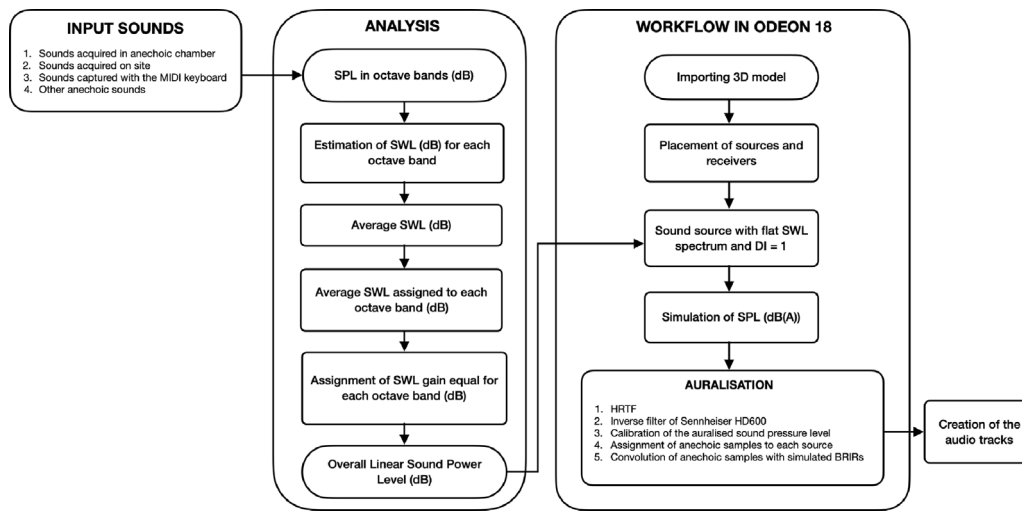 INPUT SOUNDS
1. Sounds acquired in anechoic chamber
2. Sounds acquired on site
3. Sounds captured with the MIDI keyboard
4. Other anechoic sounds
ANALYSIS
SPL in octave bands (dB)
Estimation of SWL (dB) for each
octave band
Average SWL (dB)
Average SWL assigned to each
octave band (dB)
Assignment of SWL gain equal for
each octave band (dB)
Overall Linear Sound Power
Level (dB)
WORKFLOW IN ODEON 18
Importing 3D model
Placement of sources and
receivers
Sound source with flat SWL
spectrum and DI = 1
Simulation of SPL (dB(A))
AURALISATION
1. HRTF
2. Inverse filter of Sennheiser HD600
3. Calibration of the auralised sound pressure level
4. Assignment of anechoic samples to each source
5. Convolution of anechoic samples with simulated BRIRs
Creation of the
audio tracks